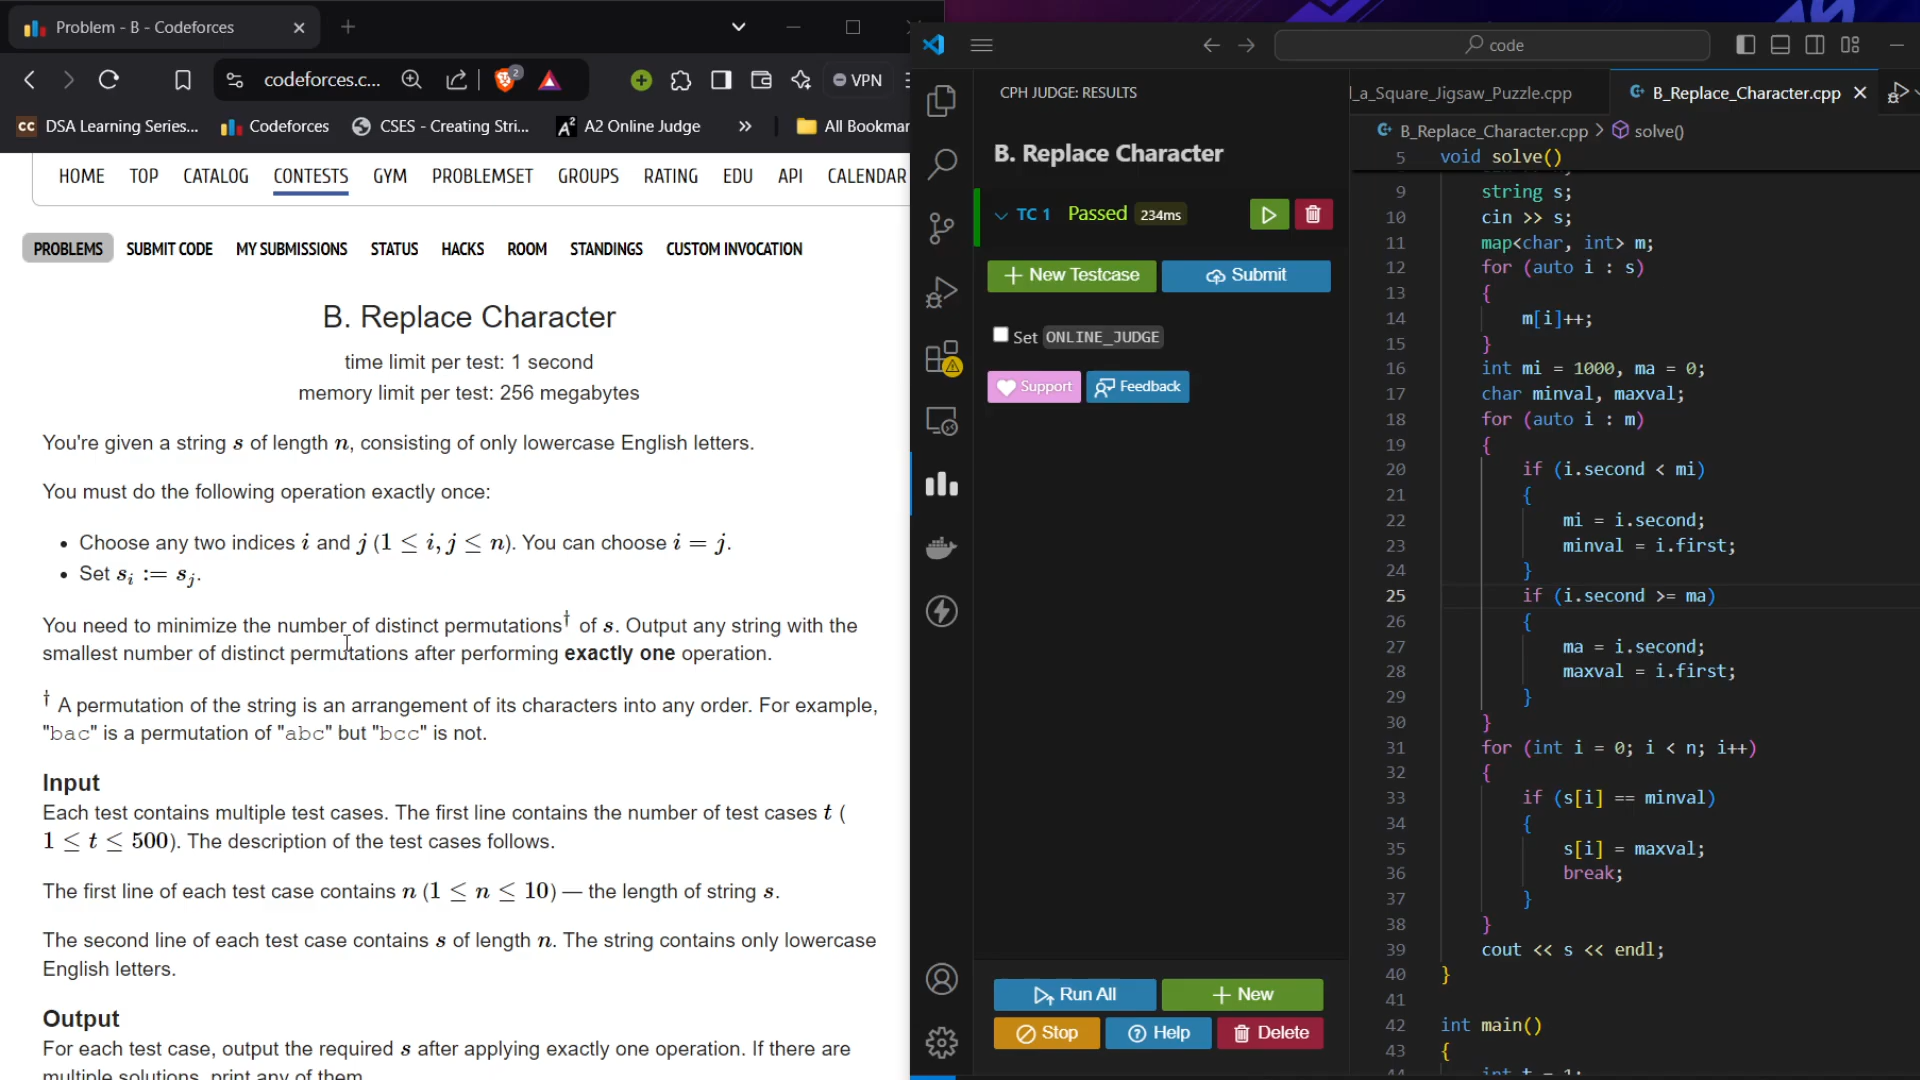 Problem - B - Codeforces
codeforces.c...
2
VPN
DSA Learning Series...
Codeforces
CSES - Creating Stri...
A2 Online Judge
»
All Bookmar
HOME TOP CATALOG CONTESTS GYM PROBLEMSET GROUPS RATING EDU API CALENDAR
PROBLEMS SUBMIT CODE MY SUBMISSIONS STATUS HACKS ROOM STANDINGS CUSTOM INVOCATION
B. Replace Character
time limit per test: 1 second
memory limit per test: 256 megabytes
You're given a string s of length n, consisting of only lowercase English letters.
You must do the following operation exactly once:
• Choose any two indices i and j (1 ≤ i, j ≤ n). You can choose i = j.
• Set sᵢ := sⱼ.
You need to minimize the number of distinct permutations† of s. Output any string with the
smallest number of distinct permutations after performing exactly one operation.
† A permutation of the string is an arrangement of its characters into any order. For example,
"bac" is a permutation of "abc" but "bcc" is not.
Input
Each test contains multiple test cases. The first line contains the number of test cases t (
1 ≤ t ≤ 500). The description of the test cases follows.
The first line of each test case contains n (1 ≤ n ≤ 10) — the length of string s.
The second line of each test case contains s of length n. The string contains only lowercase
English letters.
Output
For each test case, output the required s after applying exactly one operation. If there are
multiple solutions, print any of them.
code
CPH JUDGE: RESULTS
B. Replace Character
TC 1 Passed 234ms
New Testcase
Submit
Set ONLINE_JUDGE
Support
Feedback
Run All
New
Stop
Help
Delete
l_a_Square_Jigsaw_Puzzle.cpp
B_Replace_Character.cpp
B_Replace_Character.cpp > solve()
5 void solve()
9 string s;
10 cin >> s;
11 map<char, int> m;
12 for (auto i : s)
13 {
14 m[i]++;
15 }
16 int mi = 1000, ma = 0;
17 char minval, maxval;
18 for (auto i : m)
19 {
20 if (i.second < mi)
21 {
22 mi = i.second;
23 minval = i.first;
24 }
25 if (i.second >= ma)
26 {
27 ma = i.second;
28 maxval = i.first;
29 }
30 }
31 for (int i = 0; i < n; i++)
32 {
33 if (s[i] == minval)
34 {
35 s[i] = maxval;
36 break;
37 }
38 }
39 cout << s << endl;
40 }
41
42 int main()
43 {
44 int t = 1;